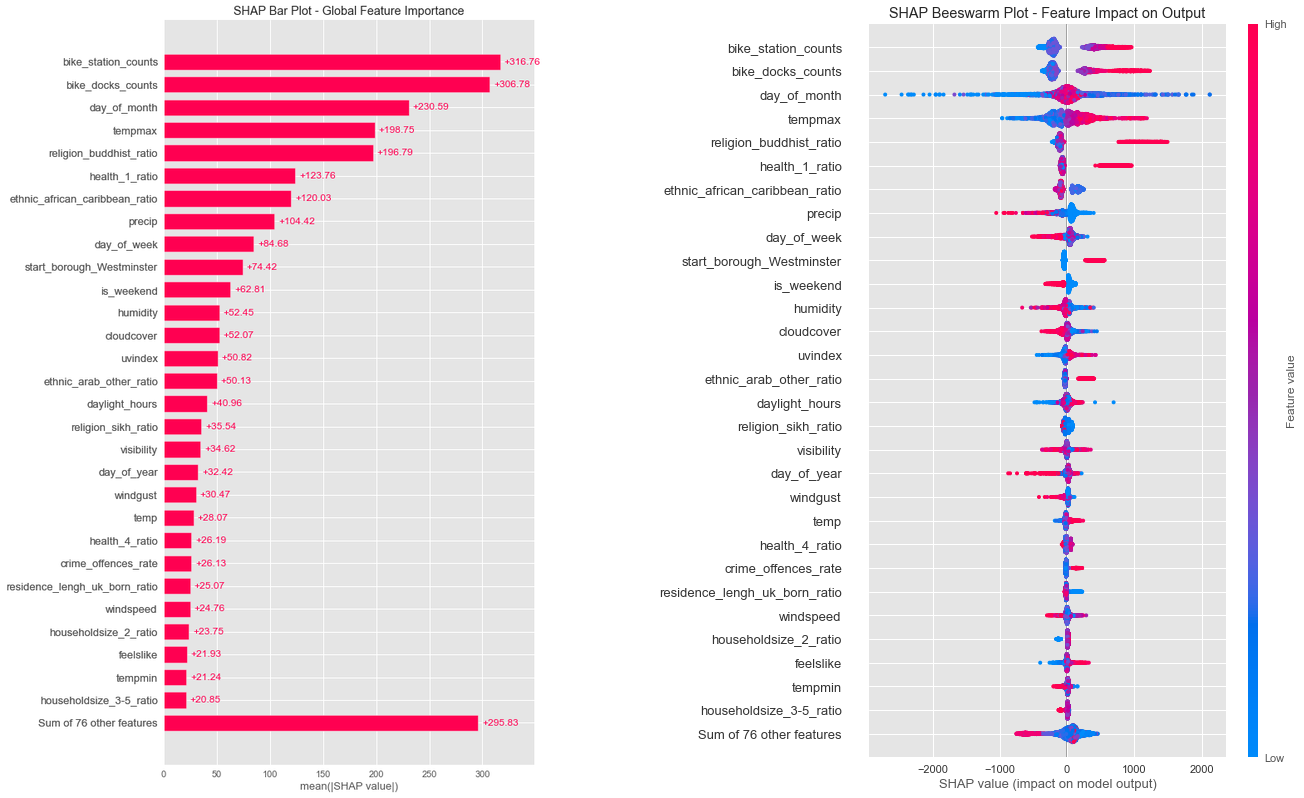 SHAP Bar Plot - Global Feature Importance
bike_station_counts +316.76
bike_docks_counts +306.78
day_of_month +230.59
tempmax +198.75
religion_buddhist_ratio +196.79
health_1_ratio +123.76
ethnic_african_caribbean_ratio +120.03
precip +104.42
day_of_week +84.68
start_borough_Westminster +74.42
is_weekend +62.81
humidity +52.45
cloudcover +52.07
uvindex +50.82
ethnic_arab_other_ratio +50.13
daylight_hours +40.96
religion_sikh_ratio +35.54
visibility +34.62
day_of_year +32.42
windgust +30.47
temp +28.07
health_4_ratio +26.19
crime_offences_rate +26.13
residence_lengh_uk_born_ratio +25.07
windspeed +24.76
householdsize_2_ratio +23.75
feelslike +21.93
tempmin +21.24
householdsize_3-5_ratio +20.85
Sum of 76 other features +295.83
0 50 100 150 200 250 300
mean(|SHAP value|)
SHAP Beeswarm Plot - Feature Impact on Output
bike_station_counts
bike_docks_counts
day_of_month
tempmax
religion_buddhist_ratio
health_1_ratio
ethnic_african_caribbean_ratio
precip
day_of_week
start_borough_Westminster
is_weekend
humidity
cloudcover
uvindex
ethnic_arab_other_ratio
daylight_hours
religion_sikh_ratio
visibility
day_of_year
windgust
temp
health_4_ratio
crime_offences_rate
residence_lengh_uk_born_ratio
windspeed
householdsize_2_ratio
feelslike
tempmin
householdsize_3-5_ratio
Sum of 76 other features
−2000 −1000 0 1000 2000
SHAP value (impact on model output)
High
Feature value
Low